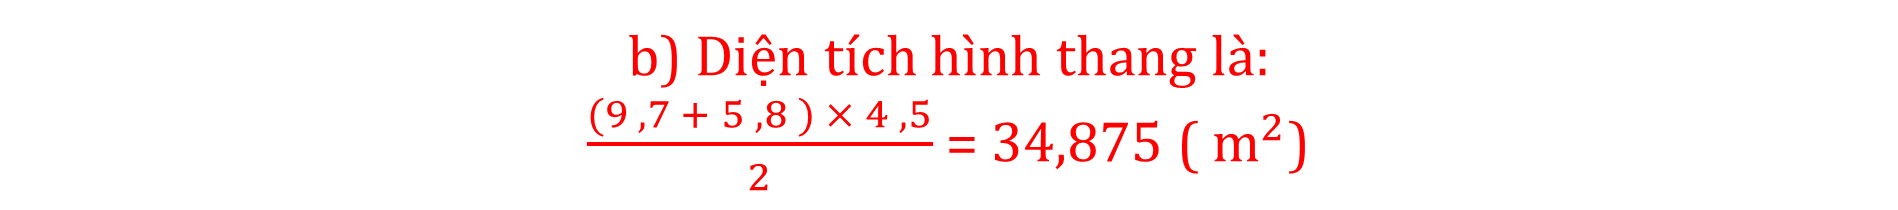 b) Diện tích hình thang là:
(9 ,7 + 5 ,8 ) × 4 ,5
2
= 34,875 ( m²)